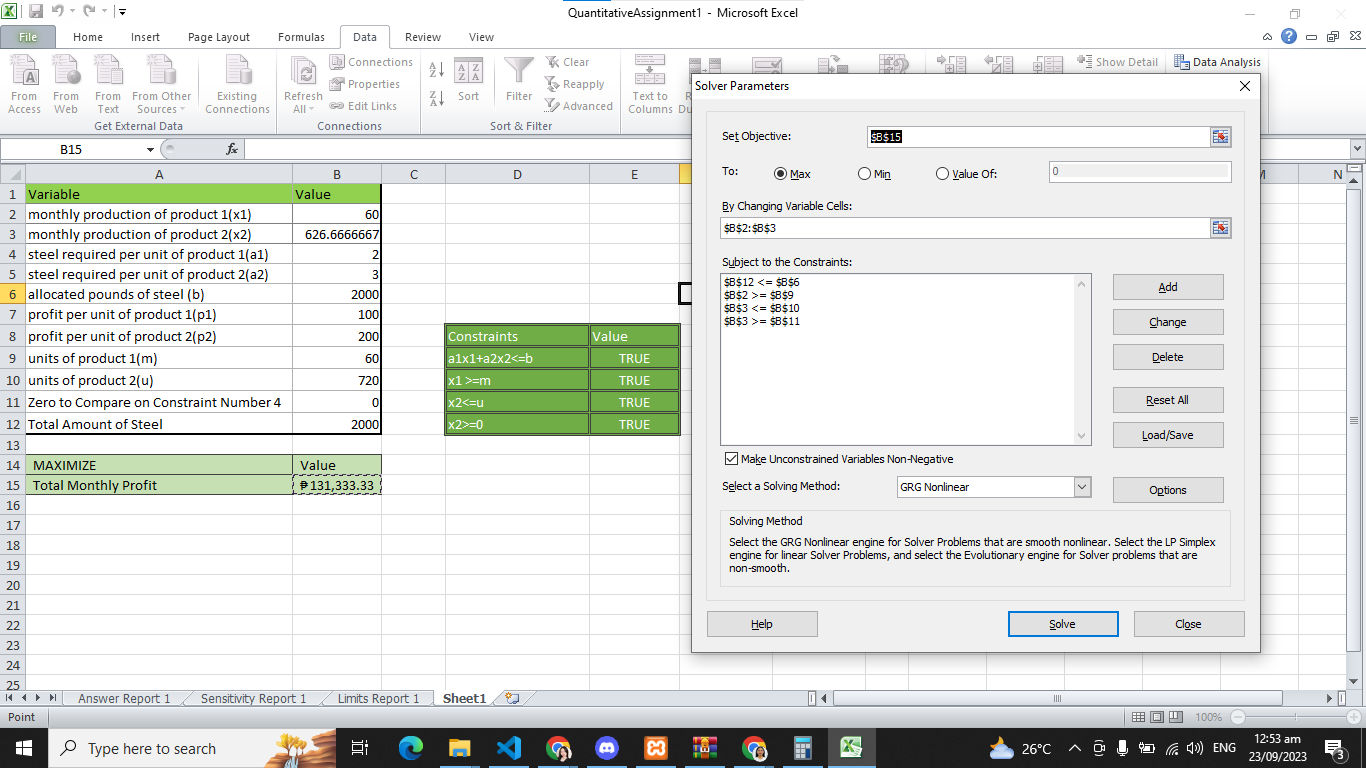 QuantitativeAssignment1 - Microsoft Excel
File Home Insert Page Layout Formulas Data Review View
From Access
From Web
From Text
From Other Sources
Existing Connections
Get External Data
Refresh All
Connections
Properties
Edit Links
Connections
Sort
Filter
Clear
Reapply
Advanced
Sort & Filter
Text to Columns
Show Detail
Data Analysis
B15 fx
A B C D E N
1 Variable Value
2 monthly production of product 1(x1) 60
3 monthly production of product 2(x2) 626.6666667
4 steel required per unit of product 1(a1) 2
5 steel required per unit of product 2(a2) 3
6 allocated pounds of steel (b) 2000
7 profit per unit of product 1(p1) 100
8 profit per unit of product 2(p2) 200 Constraints Value
9 units of product 1(m) 60 a1x1+a2x2<=b TRUE
10 units of product 2(u) 720 x1 >=m TRUE
11 Zero to Compare on Constraint Number 4 0 x2<=u TRUE
12 Total Amount of Steel 2000 x2>=0 TRUE
13
14 MAXIMIZE Value
15 Total Monthly Profit ₱131,333.33
16
17
18
19
20
21
22
23
24
25
Solver Parameters
Set Objective: $B$15
To: Max Min Value Of: 0
By Changing Variable Cells:
$B$2:$B$3
Subject to the Constraints:
$B$12 <= $B$6
$B$2 >= $B$9
$B$3 <= $B$10
$B$3 >= $B$11
Add
Change
Delete
Reset All
Load/Save
Make Unconstrained Variables Non-Negative
Select a Solving Method: GRG Nonlinear Options
Solving Method
Select the GRG Nonlinear engine for Solver Problems that are smooth nonlinear. Select the LP Simplex
engine for linear Solver Problems, and select the Evolutionary engine for Solver problems that are
non-smooth.
Help Solve Close
Answer Report 1 Sensitivity Report 1 Limits Report 1 Sheet1
Point 100%
Type here to search 26°C ENG 12:53 am
23/09/2023 3